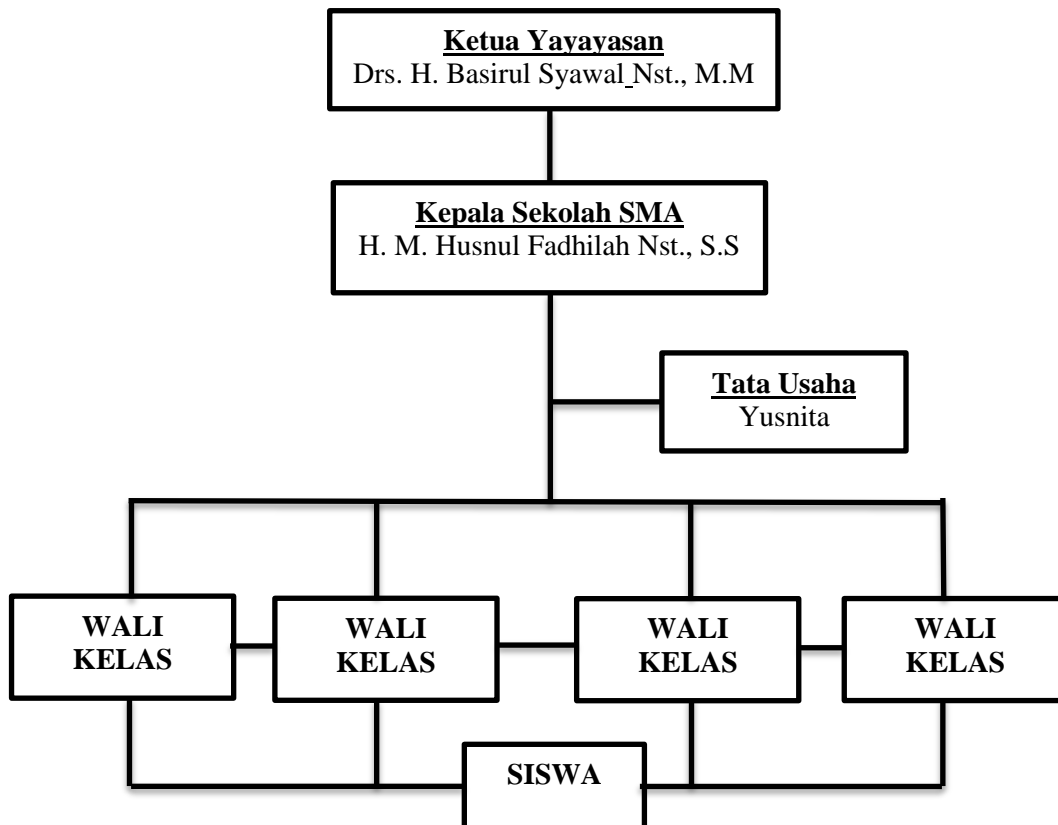 Ketua Yayayasan
Drs. H. Basirul Syawal Nst., M.M
Kepala Sekolah SMA
H. M. Husnul Fadhilah Nst., S.S
Tata Usaha
Yusnita
WALI
KELAS
WALI
KELAS
WALI
KELAS
WALI
KELAS
SISWA